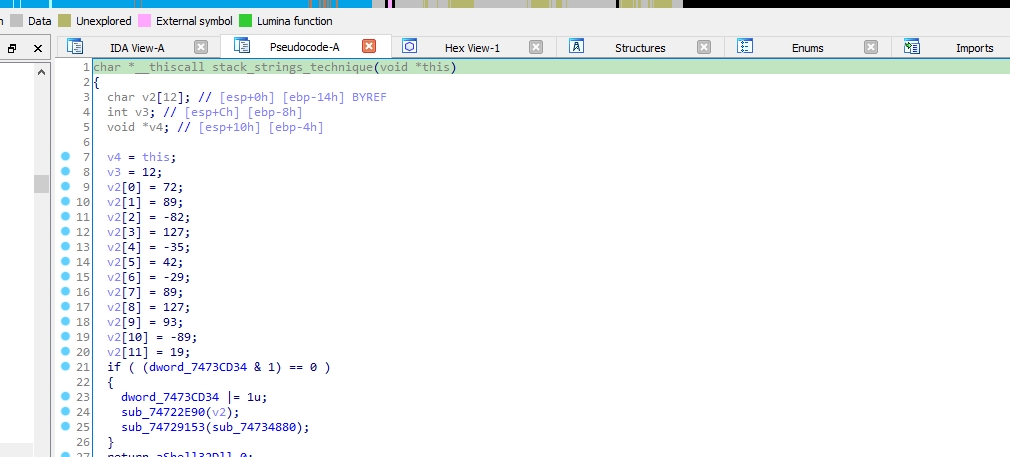 Data Unexplored External symbol Lumina function
IDA View-A Pseudocode-A Hex View-1 Structures Enums Imports
1 char *__thiscall stack_strings_technique(void *this)
2 {
3 char v2[12]; // [esp+0h] [ebp-14h] BYREF
4 int v3; // [esp+Ch] [ebp-8h]
5 void *v4; // [esp+10h] [ebp-4h]
6
7 v4 = this;
8 v3 = 12;
9 v2[0] = 72;
10 v2[1] = 89;
11 v2[2] = -82;
12 v2[3] = 127;
13 v2[4] = -35;
14 v2[5] = 42;
15 v2[6] = -29;
16 v2[7] = 89;
17 v2[8] = 127;
18 v2[9] = 93;
19 v2[10] = -89;
20 v2[11] = 19;
21 if ( (dword_7473CD34 & 1) == 0 )
22 {
23 dword_7473CD34 |= 1u;
24 sub_74722E90(v2);
25 sub_74729153(sub_74734880);
26 }
27 return aShell32Dll_0;